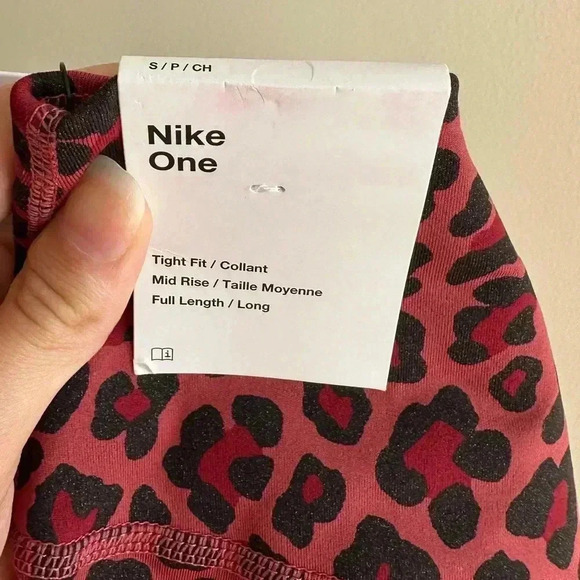 S / P / CH
Nike
One
Tight Fit / Collant
Mid Rise / Taille Moyenne
Full Length / Long